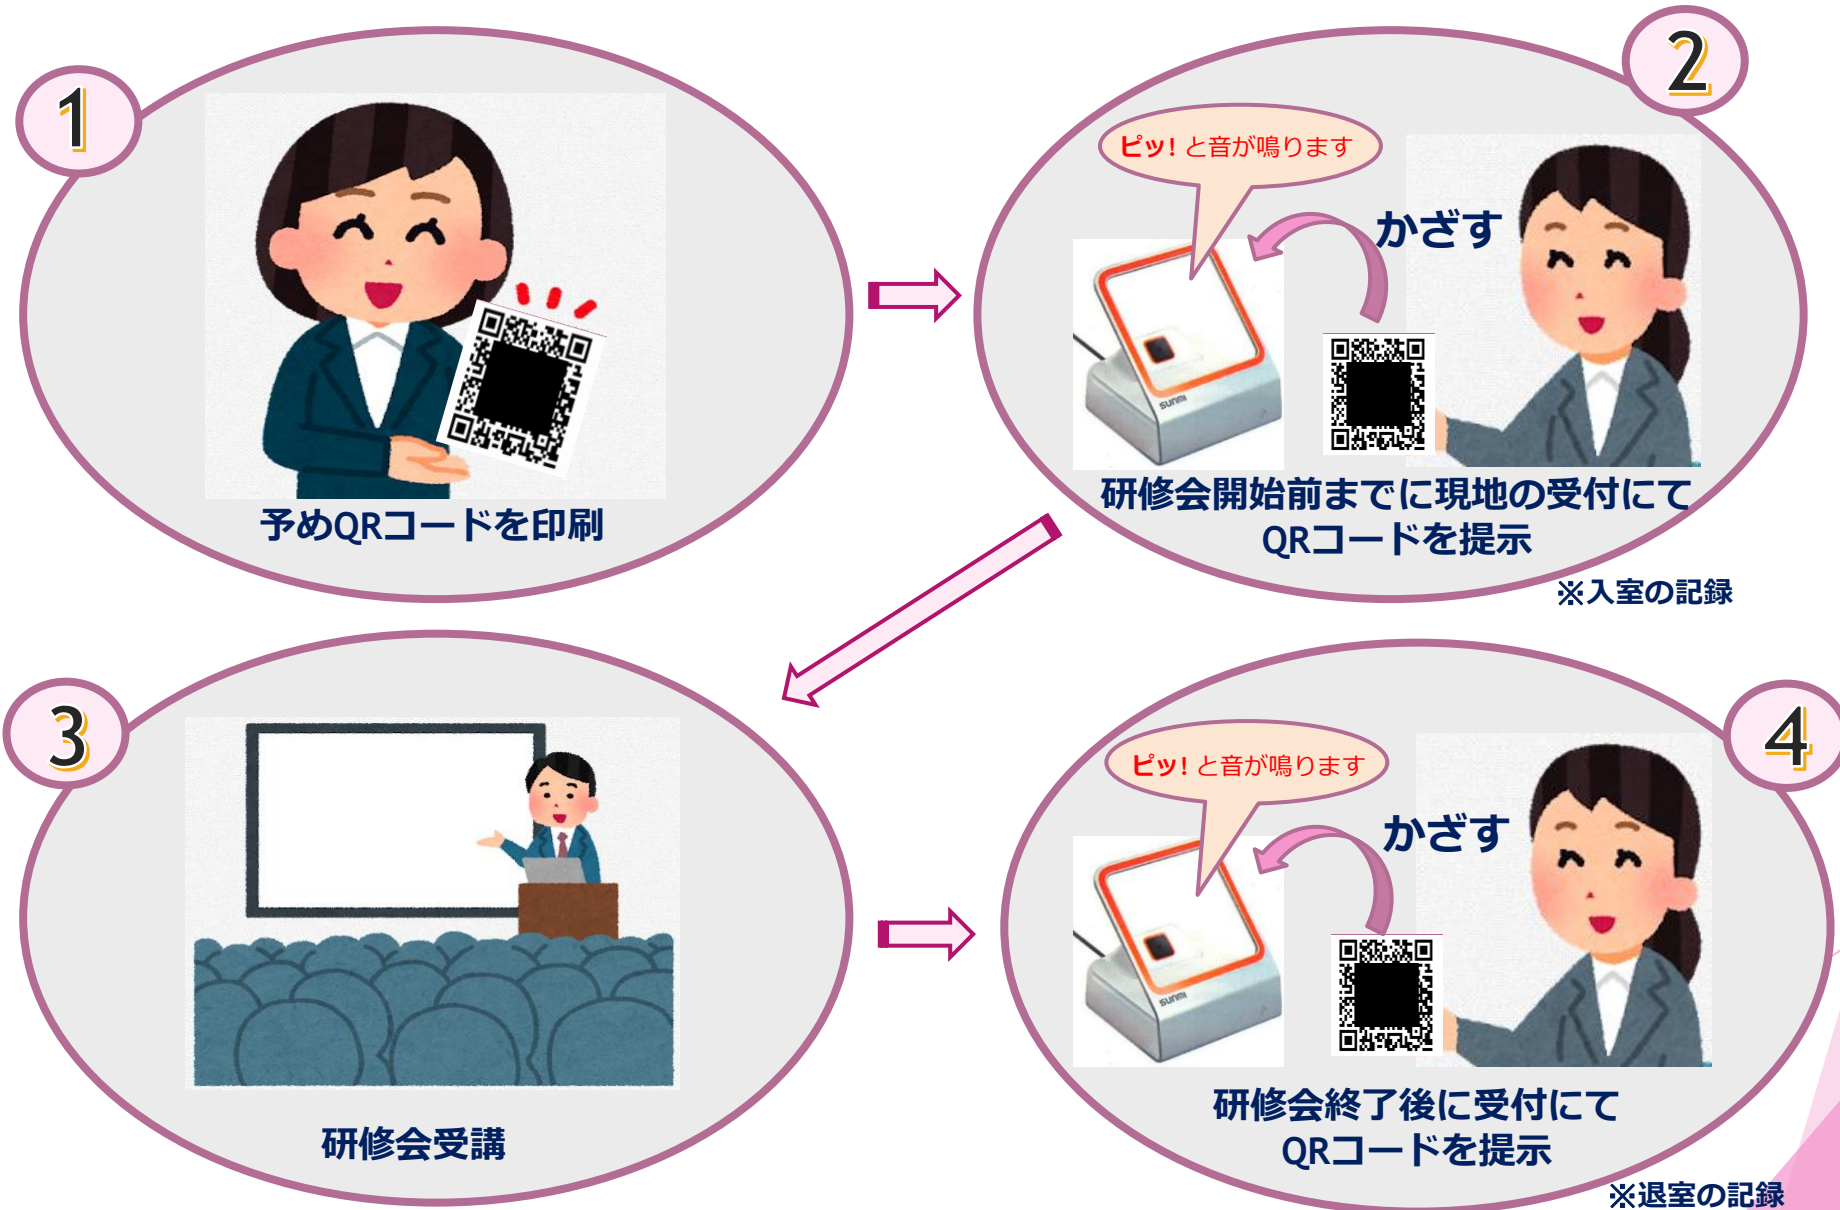 1
予めQRコードを印刷
2
ピッ! と音が鳴ります
かざす
SUNMI
研修会開始前までに現地の受付にて
QRコードを提示
※入室の記録
3
研修会受講
4
ピッ! と音が鳴ります
かざす
SUNMI
研修会終了後に受付にて
QRコードを提示
※退室の記録